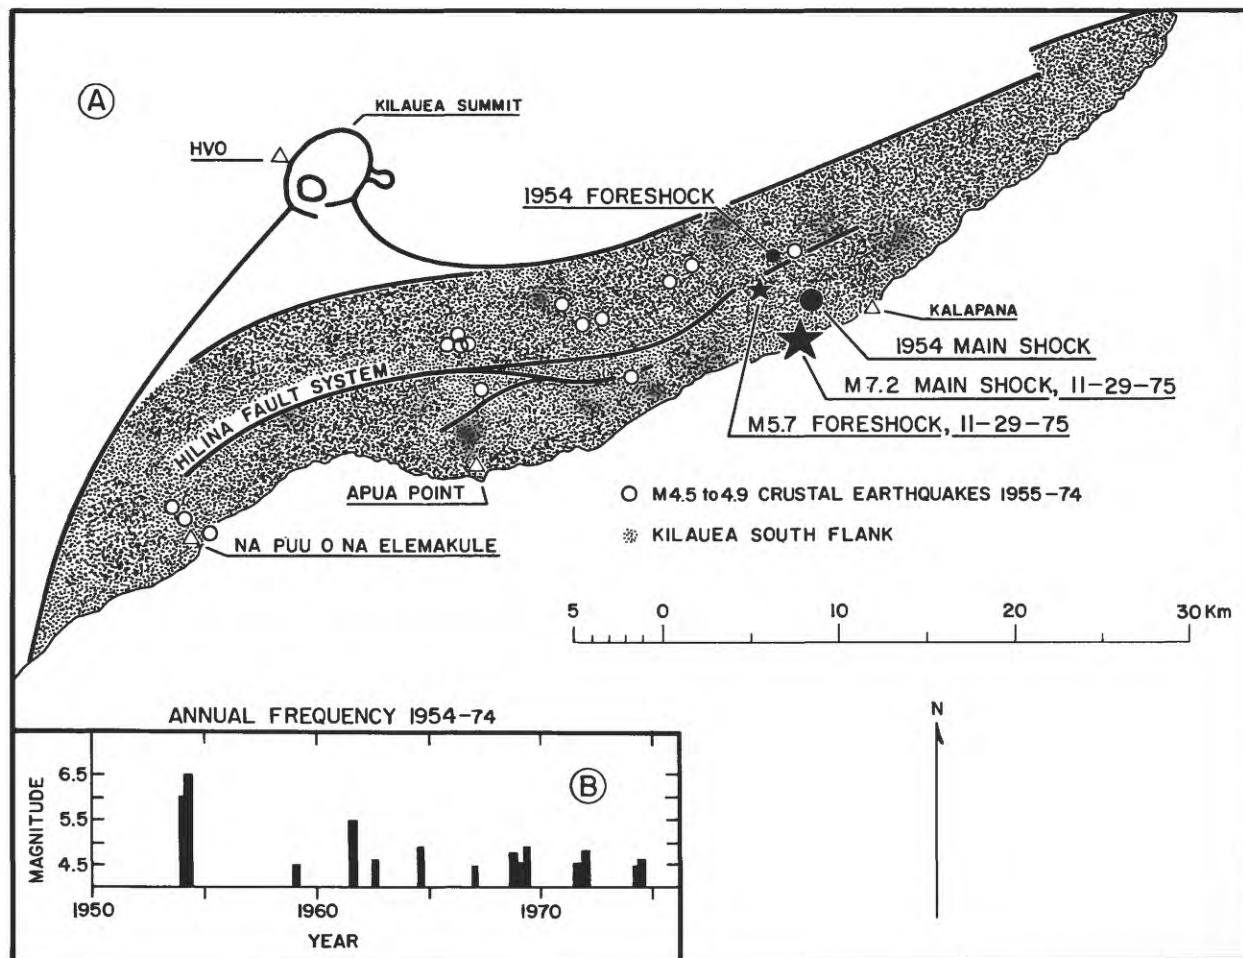 A
KILAUEA SUMMIT
HVO
1954 FORESHOCK
KALAPANA
1954 MAIN SHOCK
M7.2 MAIN SHOCK, 11-29-75
M5.7 FORESHOCK, 11-29-75
HILINA FAULT SYSTEM
APUA POINT
NA PUU O NA ELEMAKULE
M4.5 to 4.9 CRUSTAL EARTHQUAKES 1955-74
KILAUEA SOUTH FLANK
5 0 10 20 30 Km
N
ANNUAL FREQUENCY 1954-74
B
MAGNITUDE
6.5
5.5
4.5
1950 1960 1970
YEAR